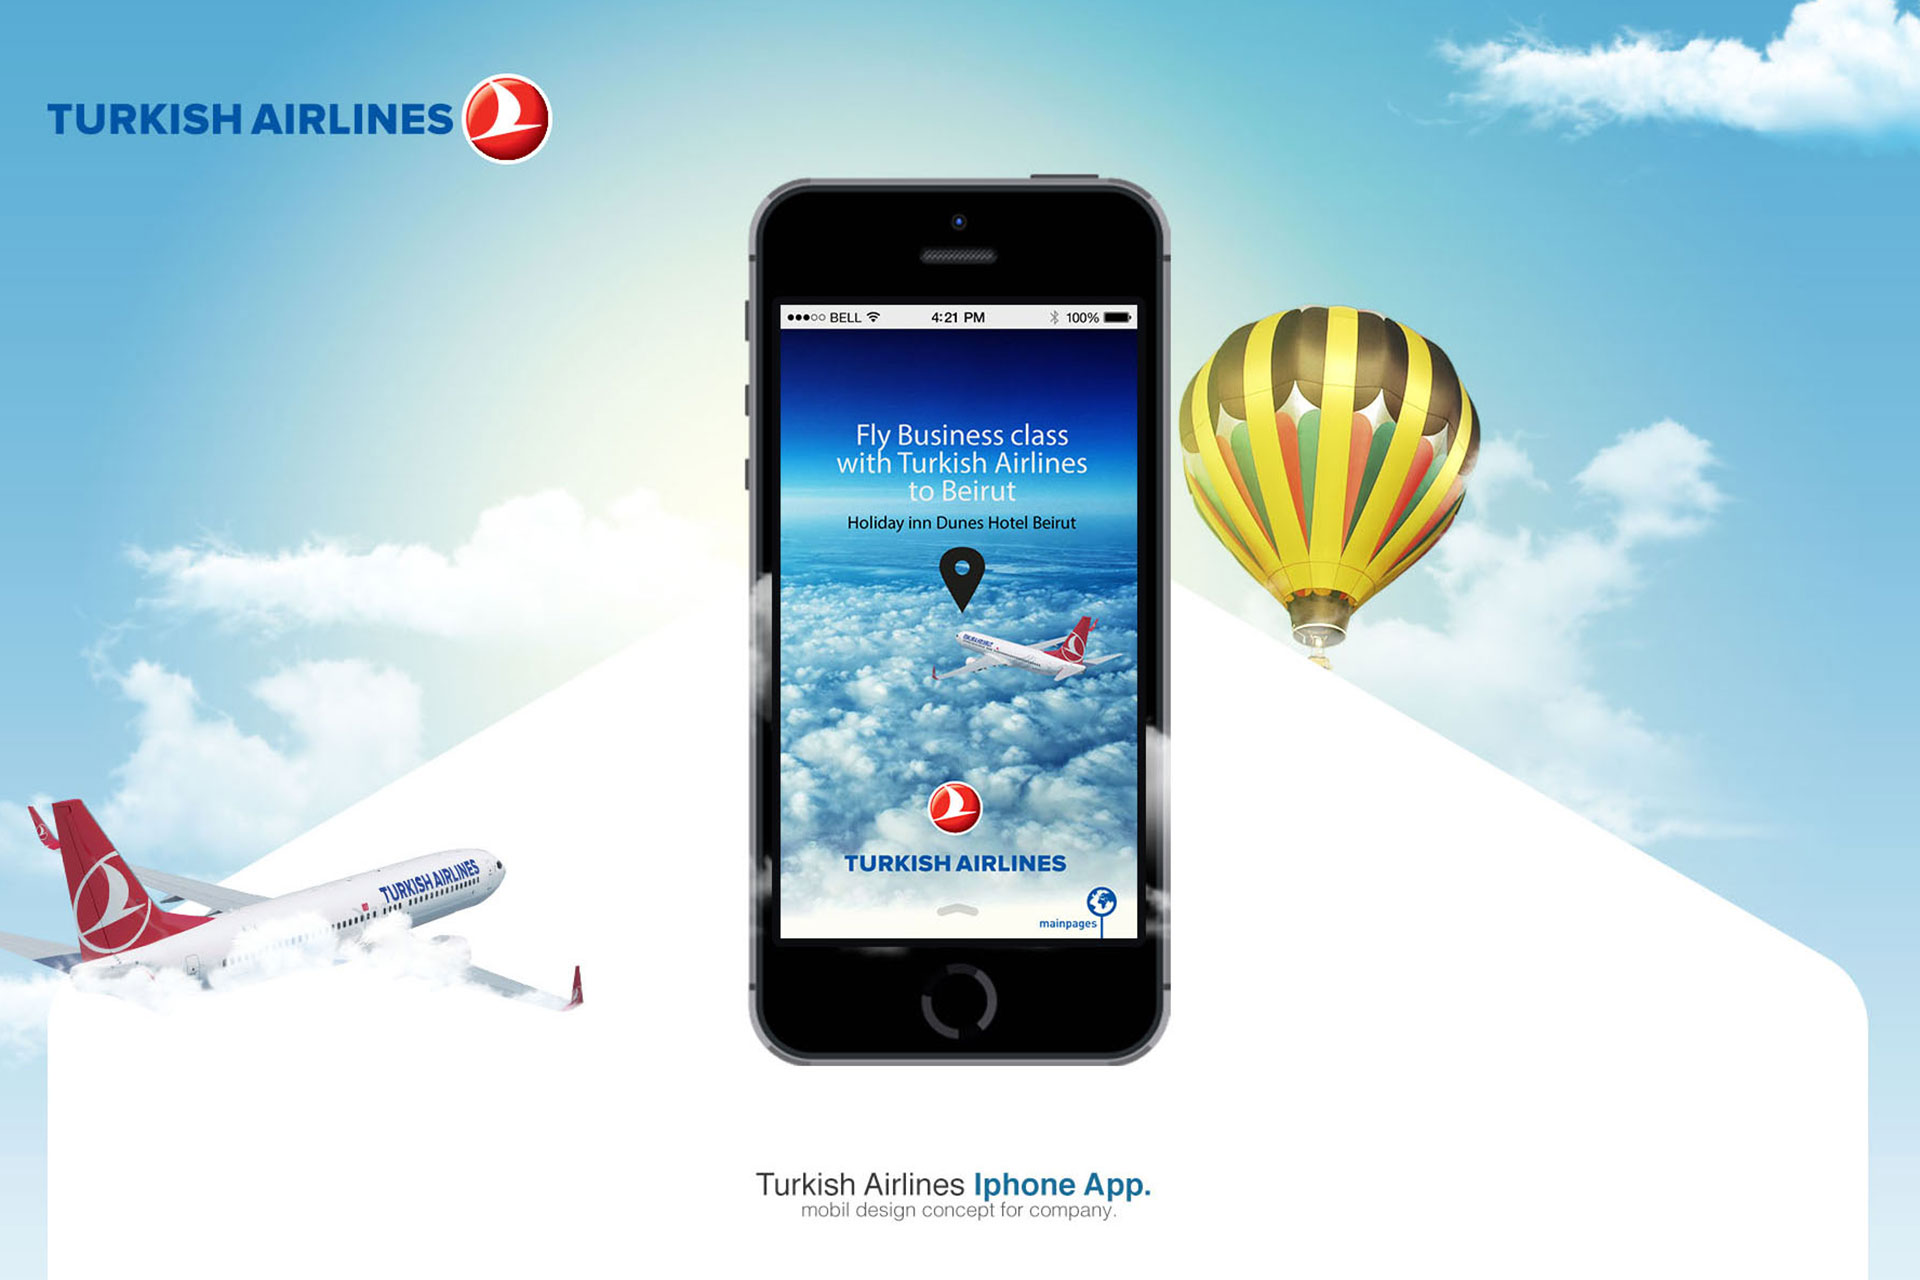 TURKISH AIRLINES
BELL 4:21 PM 100%
Fly Business class
with Turkish Airlines
to Beirut
Holiday inn Dunes Hotel Beirut
TURKISH AIRLINES
mainpages
TURKISH AIRLINES
Turkish Airlines Iphone App.
mobil design concept for company.